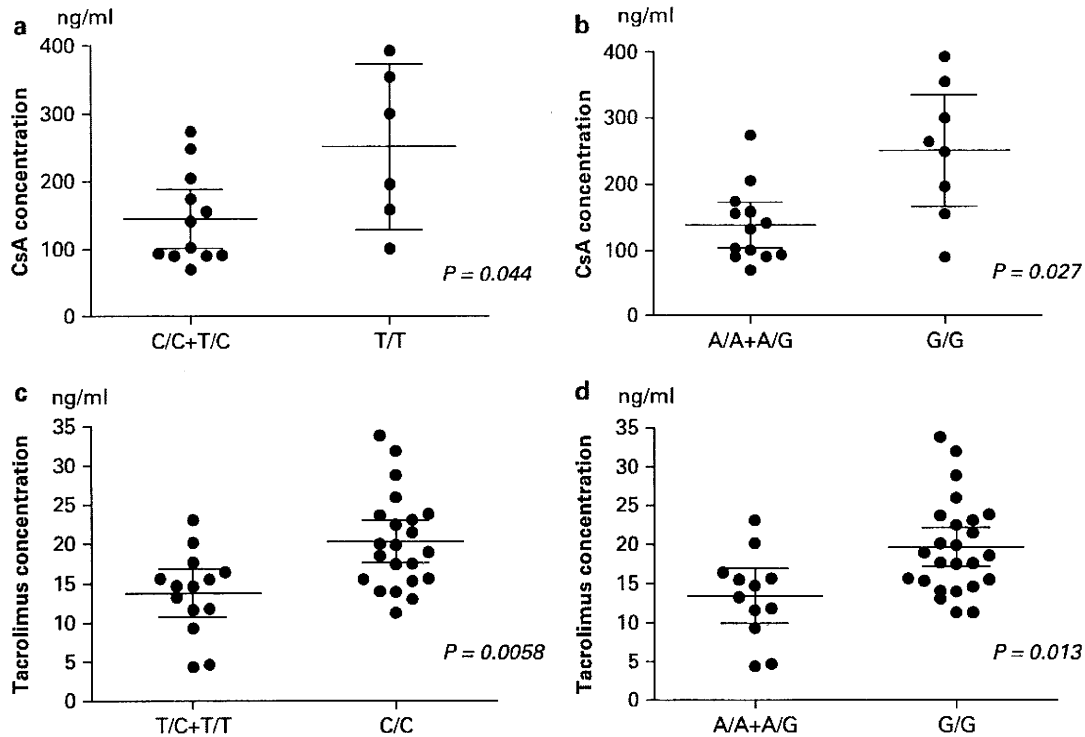 a
ng/ml
CsA concentration
400
300
200
100
0
C/C+T/C
T/T
P = 0.044
b
ng/ml
CsA concentration
400
300
200
100
0
A/A+A/G
G/G
P = 0.027
c
ng/ml
Tacrolimus concentration
35
30
25
20
15
10
5
0
T/C+T/T
C/C
P = 0.0058
d
ng/ml
Tacrolimus concentration
35
30
25
20
15
10
5
0
A/A+A/G
G/G
P = 0.013